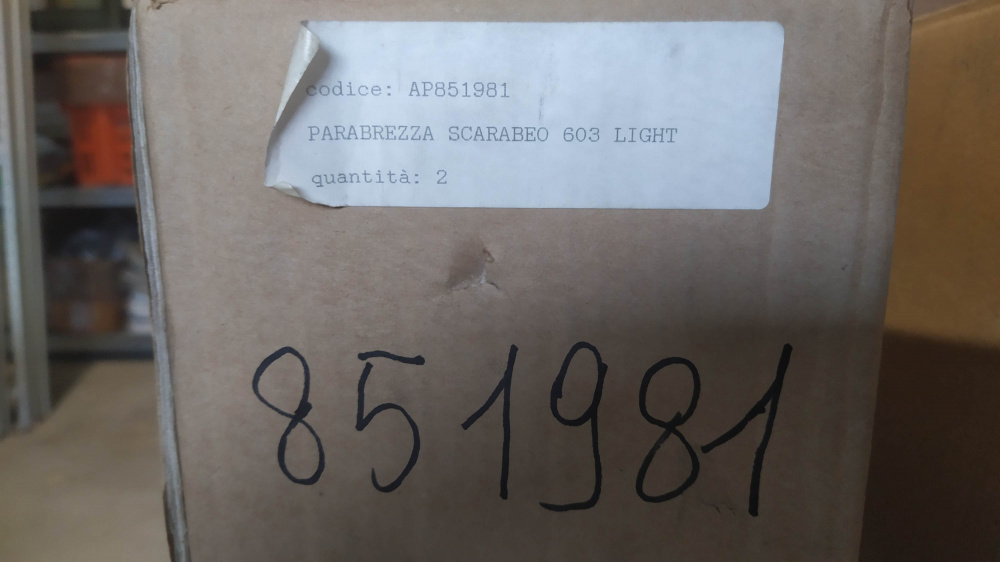 codice: AP851981
PARABREZZA SCARABEO 603 LIGHT
quantità: 2
851981